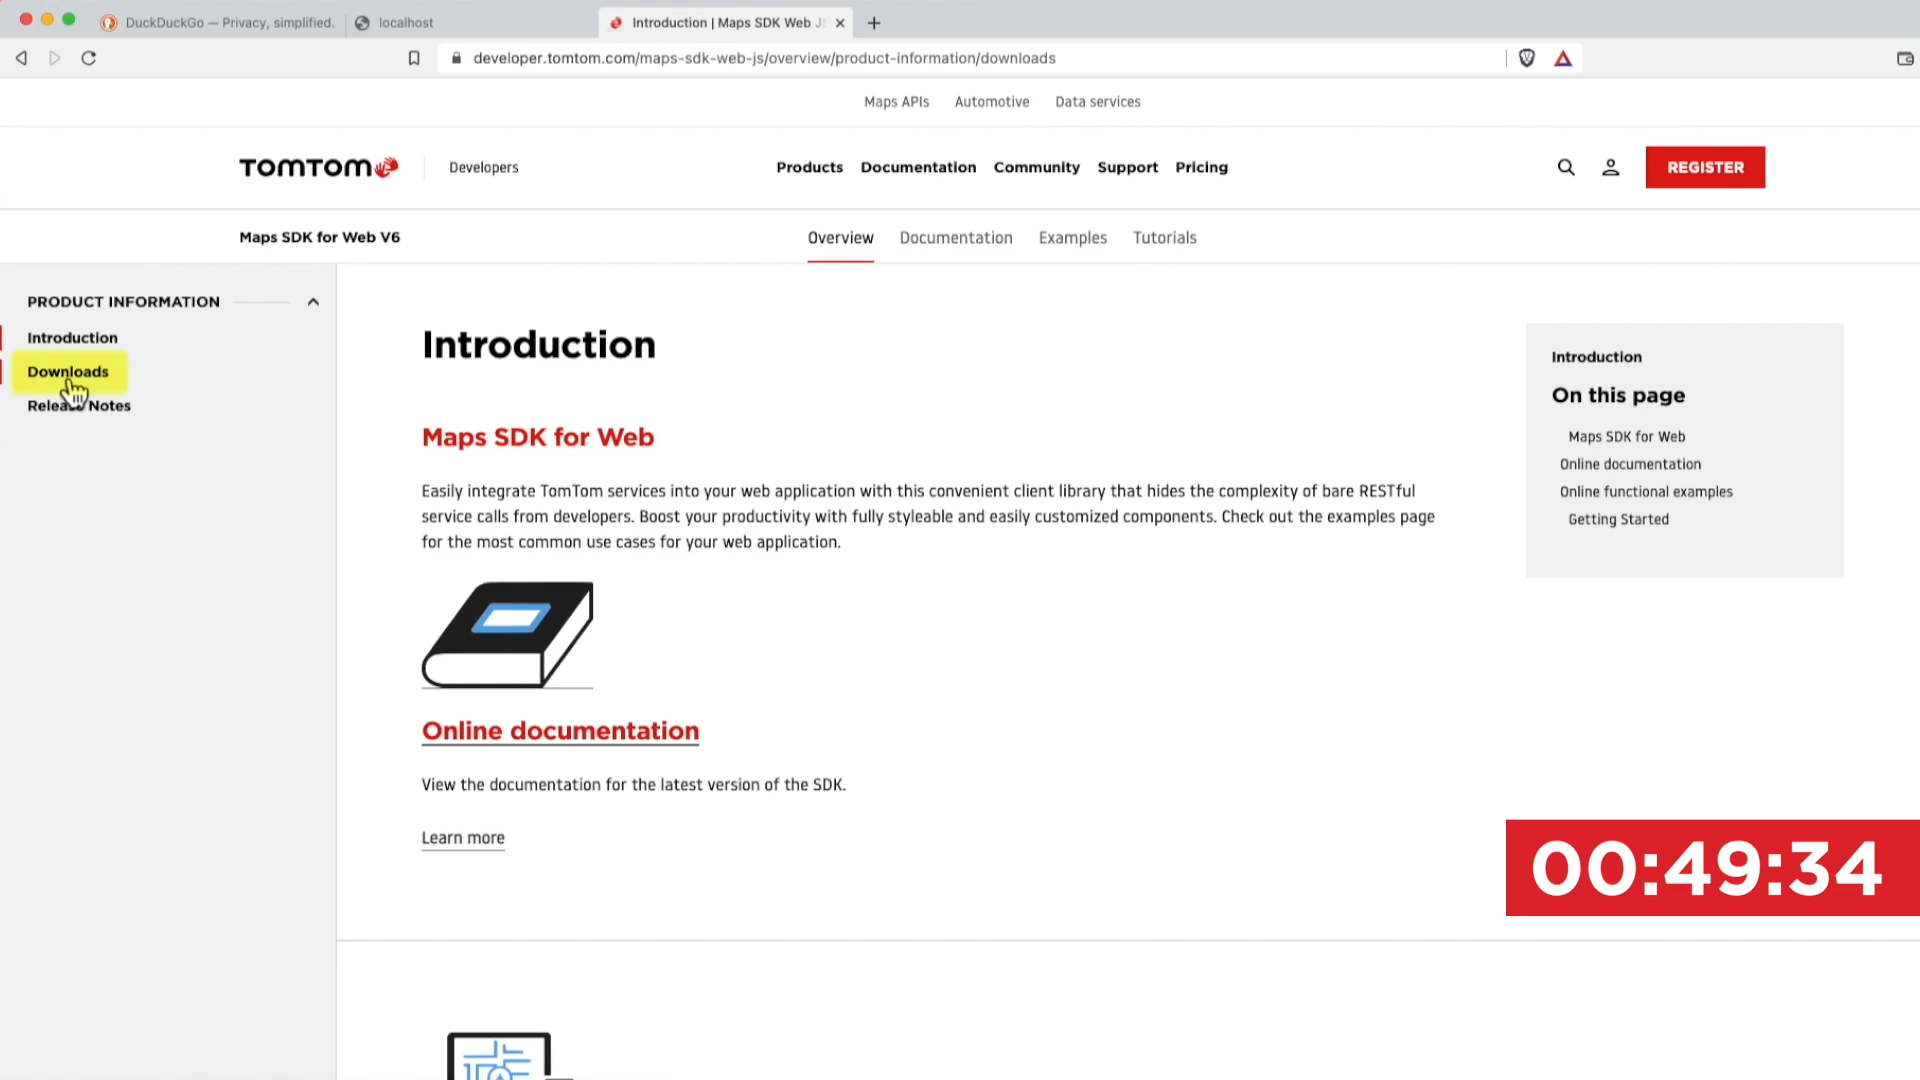 DuckDuckGo — Privacy, simplified.
localhost
Introduction | Maps SDK Web JS
developer.tomtom.com/maps-sdk-web-js/overview/product-information/downloads
Maps APIs Automotive Data services
TOMTOM
Developers
Products Documentation Community Support Pricing
REGISTER
Maps SDK for Web V6
Overview Documentation Examples Tutorials
PRODUCT INFORMATION
Introduction
Downloads
Release Notes
Introduction
Maps SDK for Web
Easily integrate TomTom services into your web application with this convenient client library that hides the complexity of bare RESTful
service calls from developers. Boost your productivity with fully styleable and easily customized components. Check out the examples page
for the most common use cases for your web application.
Online documentation
View the documentation for the latest version of the SDK.
Learn more
Introduction
On this page
Maps SDK for Web
Online documentation
Online functional examples
Getting Started
00:49:34